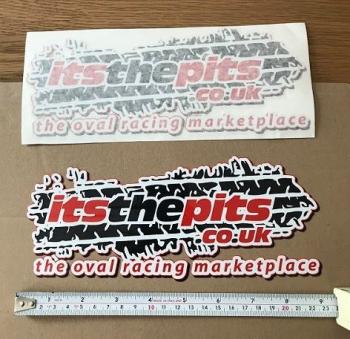 itsthepits
.co.uk
the oval racing marketplace
itsthepits
.co.uk
the oval racing marketplace